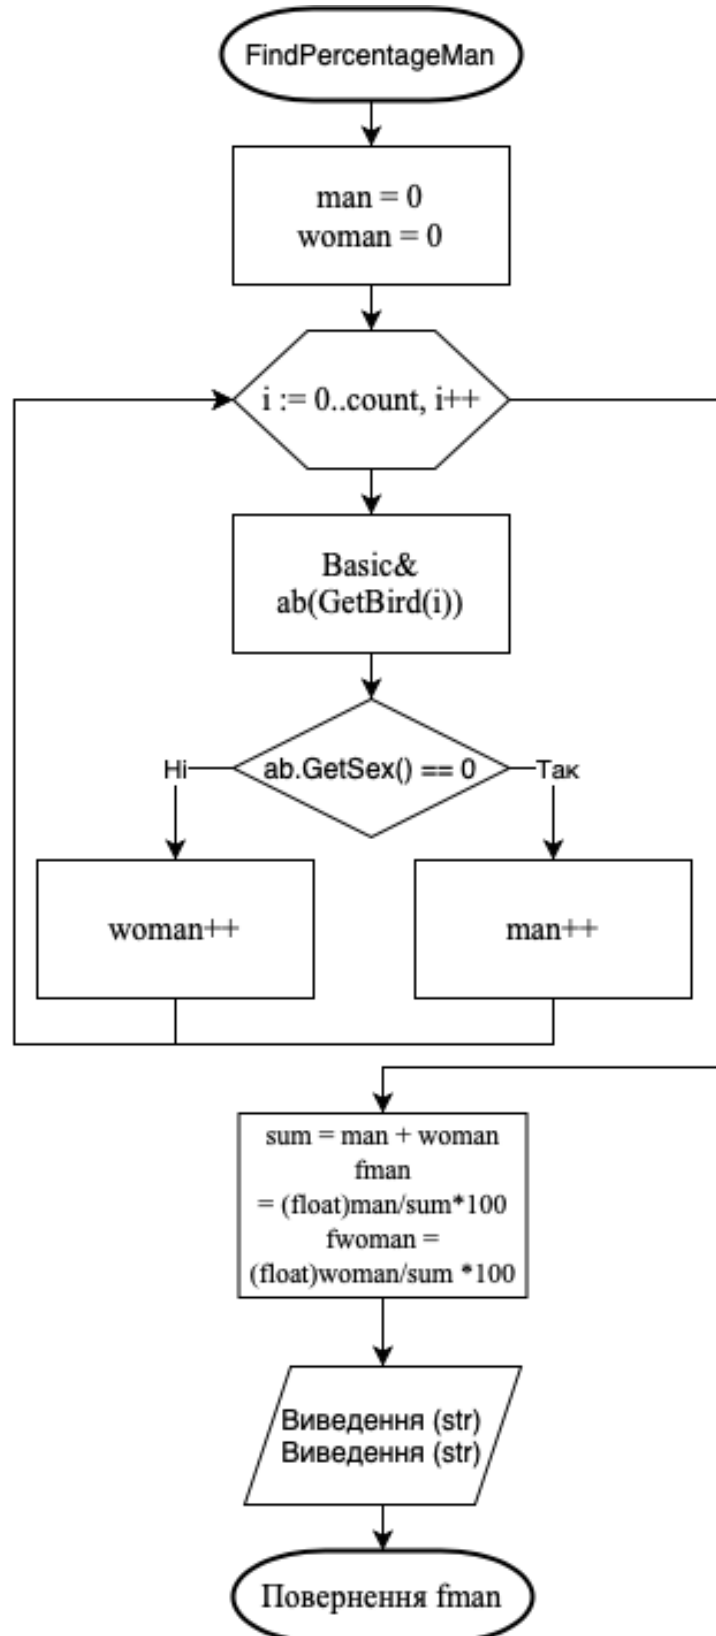 FindPercentageMan
man = 0
woman = 0
i := 0..count, i++
Basic&
ab(GetBird(i))
ab.GetSex() == 0
Ні
Так
woman++
man++
sum = man + woman
fman
= (float)man/sum*100
fwoman =
(float)woman/sum *100
Виведення (str)
Виведення (str)
Повернення fman